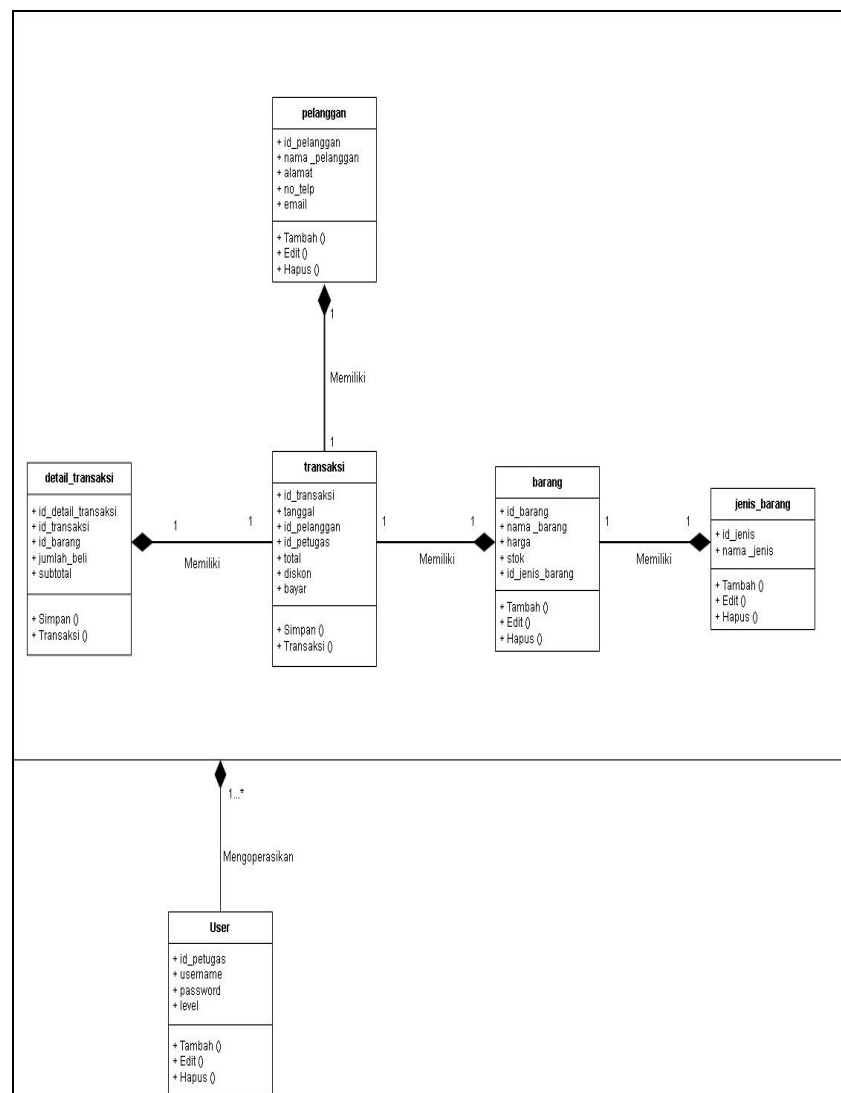 pelanggan
+ id_pelanggan
+ nama _pelanggan
+ alamat
+ no_telp
+ email
+ Tambah ()
+ Edit ()
+ Hapus ()
1
Memiliki
1
detail_transaksi
+ id_detail_transaksi
+ id_transaksi
+ id_barang
+ jumlah_beli
+ subtotal
+ Simpan ()
+ Transaksi ()
1
1
Memiliki
transaksi
+ id_transaksi
+ tanggal
+ id_pelanggan
+ id_petugas
+ total
+ diskon
+ bayar
+ Simpan ()
+ Transaksi ()
1
1
Memiliki
barang
+ id_barang
+ nama _barang
+ harga
+ stok
+ id_jenis_barang
+ Tambah ()
+ Edit ()
+ Hapus ()
1
1
Memiliki
jenis_barang
+ id_jenis
+ nama _jenis
+ Tambah ()
+ Edit ()
+ Hapus ()
1...*
Mengoperasikan
User
+ id_petugas
+ username
+ password
+ level
+ Tambah ()
+ Edit ()
+ Hapus ()